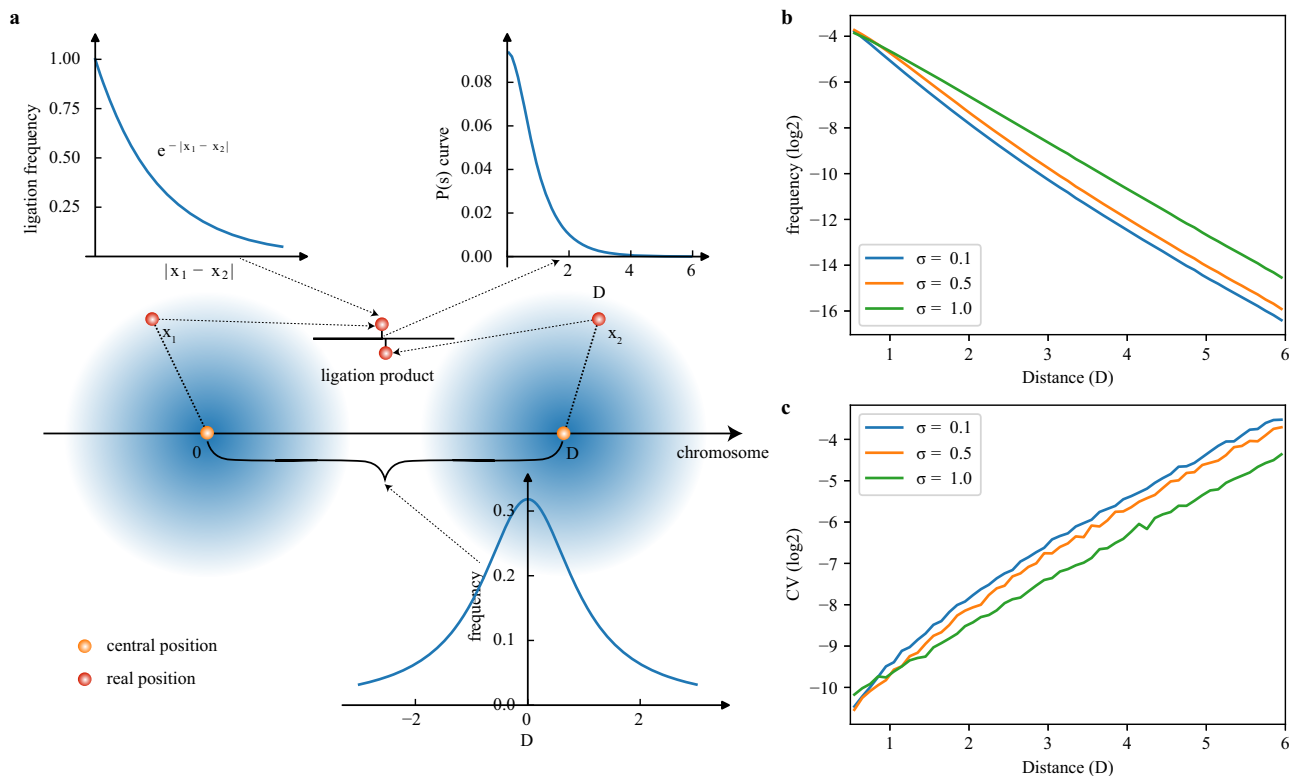 a
ligation frequency
1.00
0.75
0.50
0.25
e^{-|x₁ − x₂|}
|x₁ − x₂|
P(s) curve
0.08
0.06
0.04
0.02
0.00
2
4
6
D
x₁
x₂
ligation product
0
D
chromosome
frequency
0.3
0.2
0.1
0.0
−2
0
2
D
central position
real position
b
frequency (log2)
−4
−6
−8
−10
−12
−14
−16
σ = 0.1
σ = 0.5
σ = 1.0
1
2
3
4
5
6
Distance (D)
c
CV (log2)
−4
−5
−6
−7
−8
−9
−10
σ = 0.1
σ = 0.5
σ = 1.0
1
2
3
4
5
6
Distance (D)